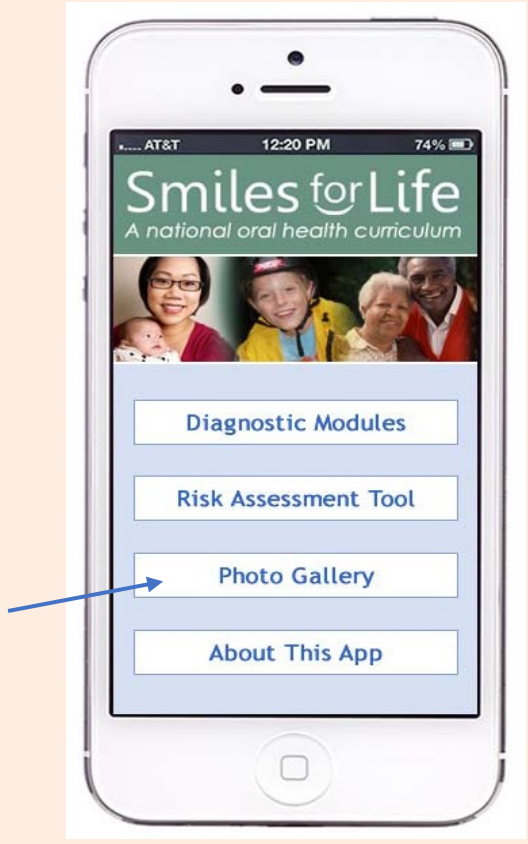 AT&T 12:20 PM 74%
Smiles for Life
A national oral health curriculum
Diagnostic Modules
Risk Assessment Tool
Photo Gallery
About This App